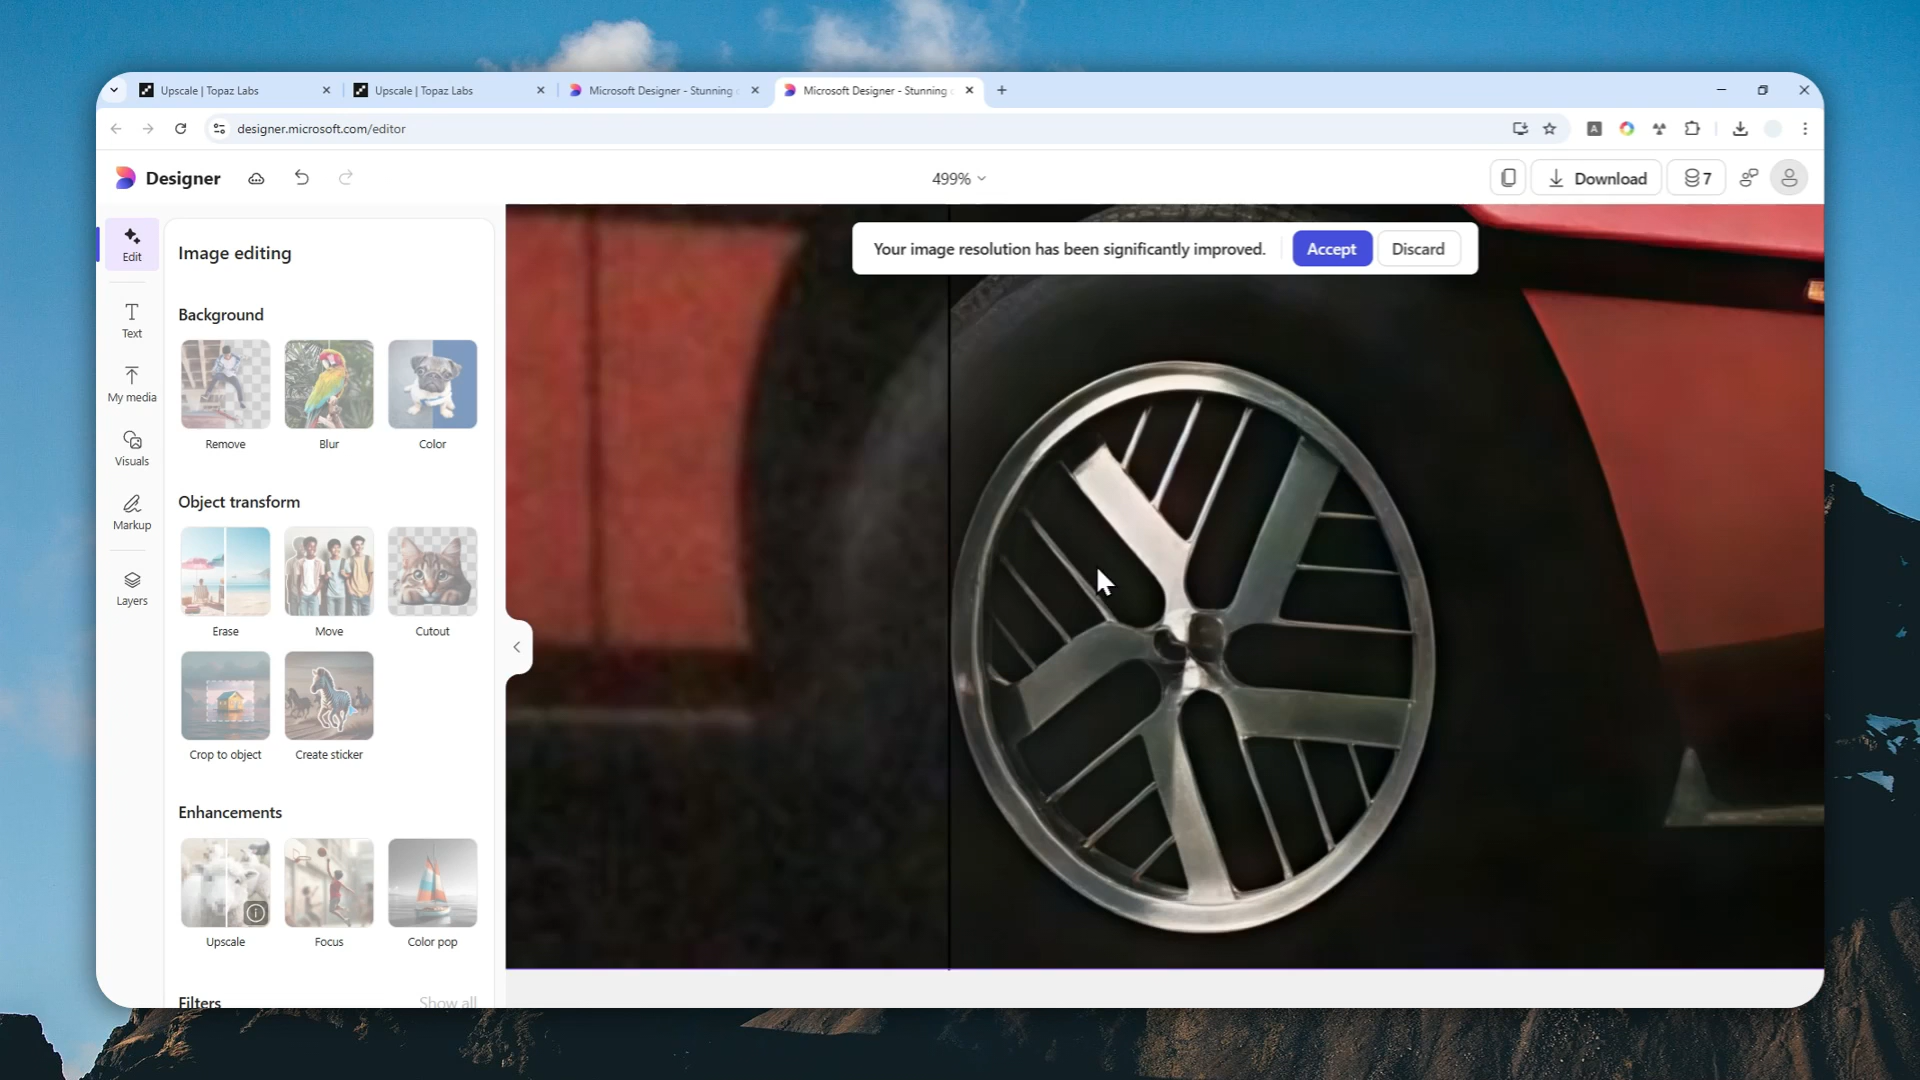 Upscale | Topaz Labs
Upscale | Topaz Labs
Microsoft Designer - Stunning
Microsoft Designer - Stunning
designer.microsoft.com/editor
Designer
499%
Download
7
Edit
Text
My media
Visuals
Markup
Layers
Image editing
Background
Remove
Blur
Color
Object transform
Erase
Move
Cutout
Crop to object
Create sticker
Enhancements
Upscale
Focus
Color pop
Filters
Show all
Your image resolution has been significantly improved.
Accept
Discard